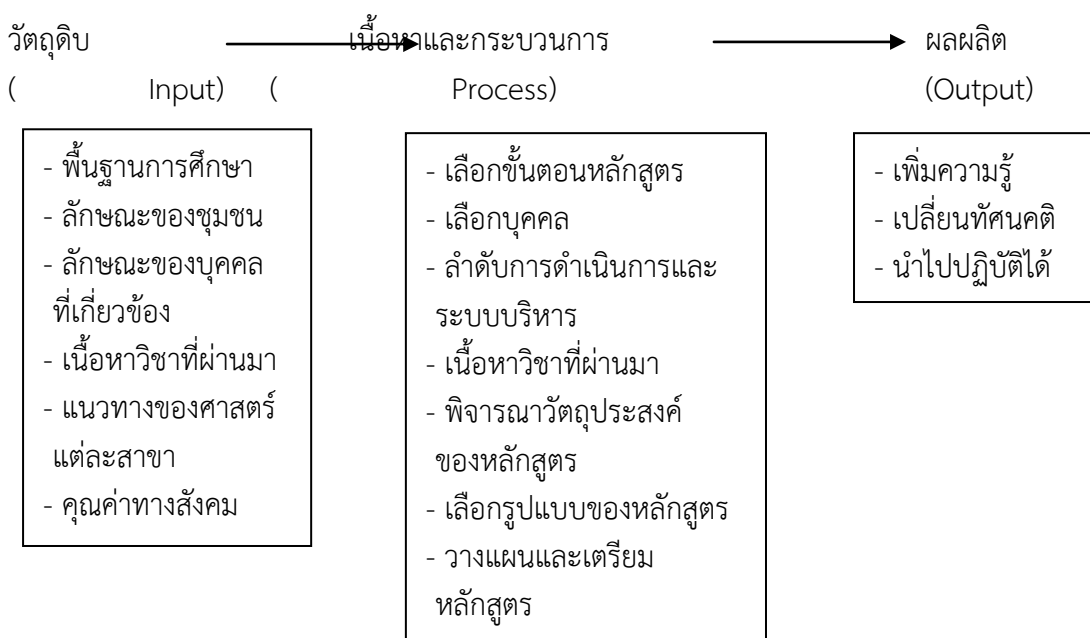 วัตถุดิบ เนื้อหาและกระบวนการ ผลผลิต
( Input) ( Process) (Output)
- พื้นฐานการศึกษา
- ลักษณะของชุมชน
- ลักษณะของบุคคล
ที่เกี่ยวข้อง
- เนื้อหาวิชาที่ผ่านมา
- แนวทางของศาสตร์
แต่ละสาขา
- คุณค่าทางสังคม
- เลือกขั้นตอนหลักสูตร
- เลือกบุคคล
- ลำดับการดำเนินการและ
ระบบบริหาร
- เนื้อหาวิชาที่ผ่านมา
- พิจารณาวัตถุประสงค์
ของหลักสูตร
- เลือกรูปแบบของหลักสูตร
- วางแผนและเตรียม
หลักสูตร
- เพิ่มความรู้
- เปลี่ยนทัศนคติ
- นำไปปฏิบัติได้